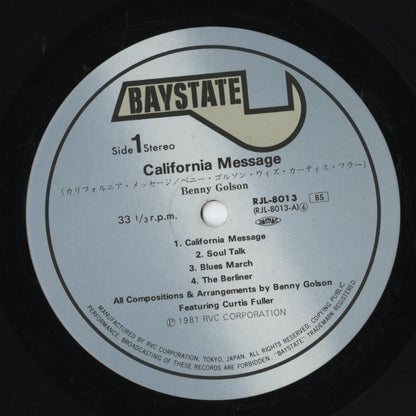 BAYSTATE
Side 1 Stereo
California Message
(カリフォルニア・メッセージ/ベニー・ゴルソン・ウィズ・カーティス・フラー)
Benny Golson
33 1/3 r.p.m.
RJL-8013 BS
(RJL-8013-A)④
1. California Message
2. Soul Talk
3. Blues March
4. The Berliner
All Compositions & Arrangements by Benny Golson
Featuring Curtis Fuller
Ⓟ 1981 RVC CORPORATION
MANUFACTURED BY RVC CORPORATION, TOKYO, JAPAN. ALL RIGHTS RESERVED, COPYING PUBLIC
PERFORMANCE, BROADCASTING OF THESE RECORDS ARE FORBIDDEN. "BAYSTATE" TRADEMARK REGISTERED